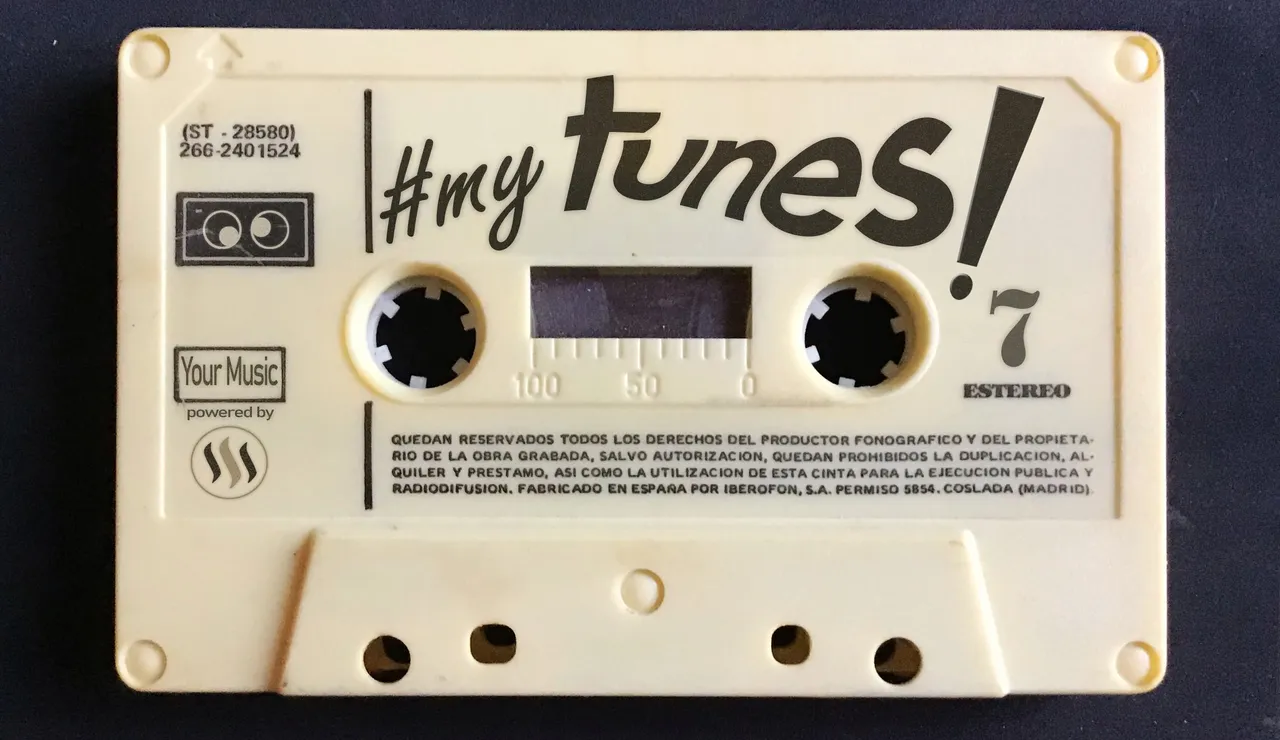 (ST - 28580)
266-2401524
#my tunes!
7
ESTEREO
100 50 0
Your Music
powered by
QUEDAN RESERVADOS TODOS LOS DERECHOS DEL PRODUCTOR FONOGRAFICO Y DEL PROPIETA-
RIO DE LA OBRA GRABADA, SALVO AUTORIZACION, QUEDAN PROHIBIDOS LA DUPLICACION, AL-
QUILER Y PRESTAMO, ASI COMO LA UTILIZACION DE ESTA CINTA PARA LA EJECUCION PUBLICA Y
RADIODIFUSION. FABRICADO EN ESPAÑA POR IBEROFON, S.A. PERMISO 5854. COSLADA (MADRID).